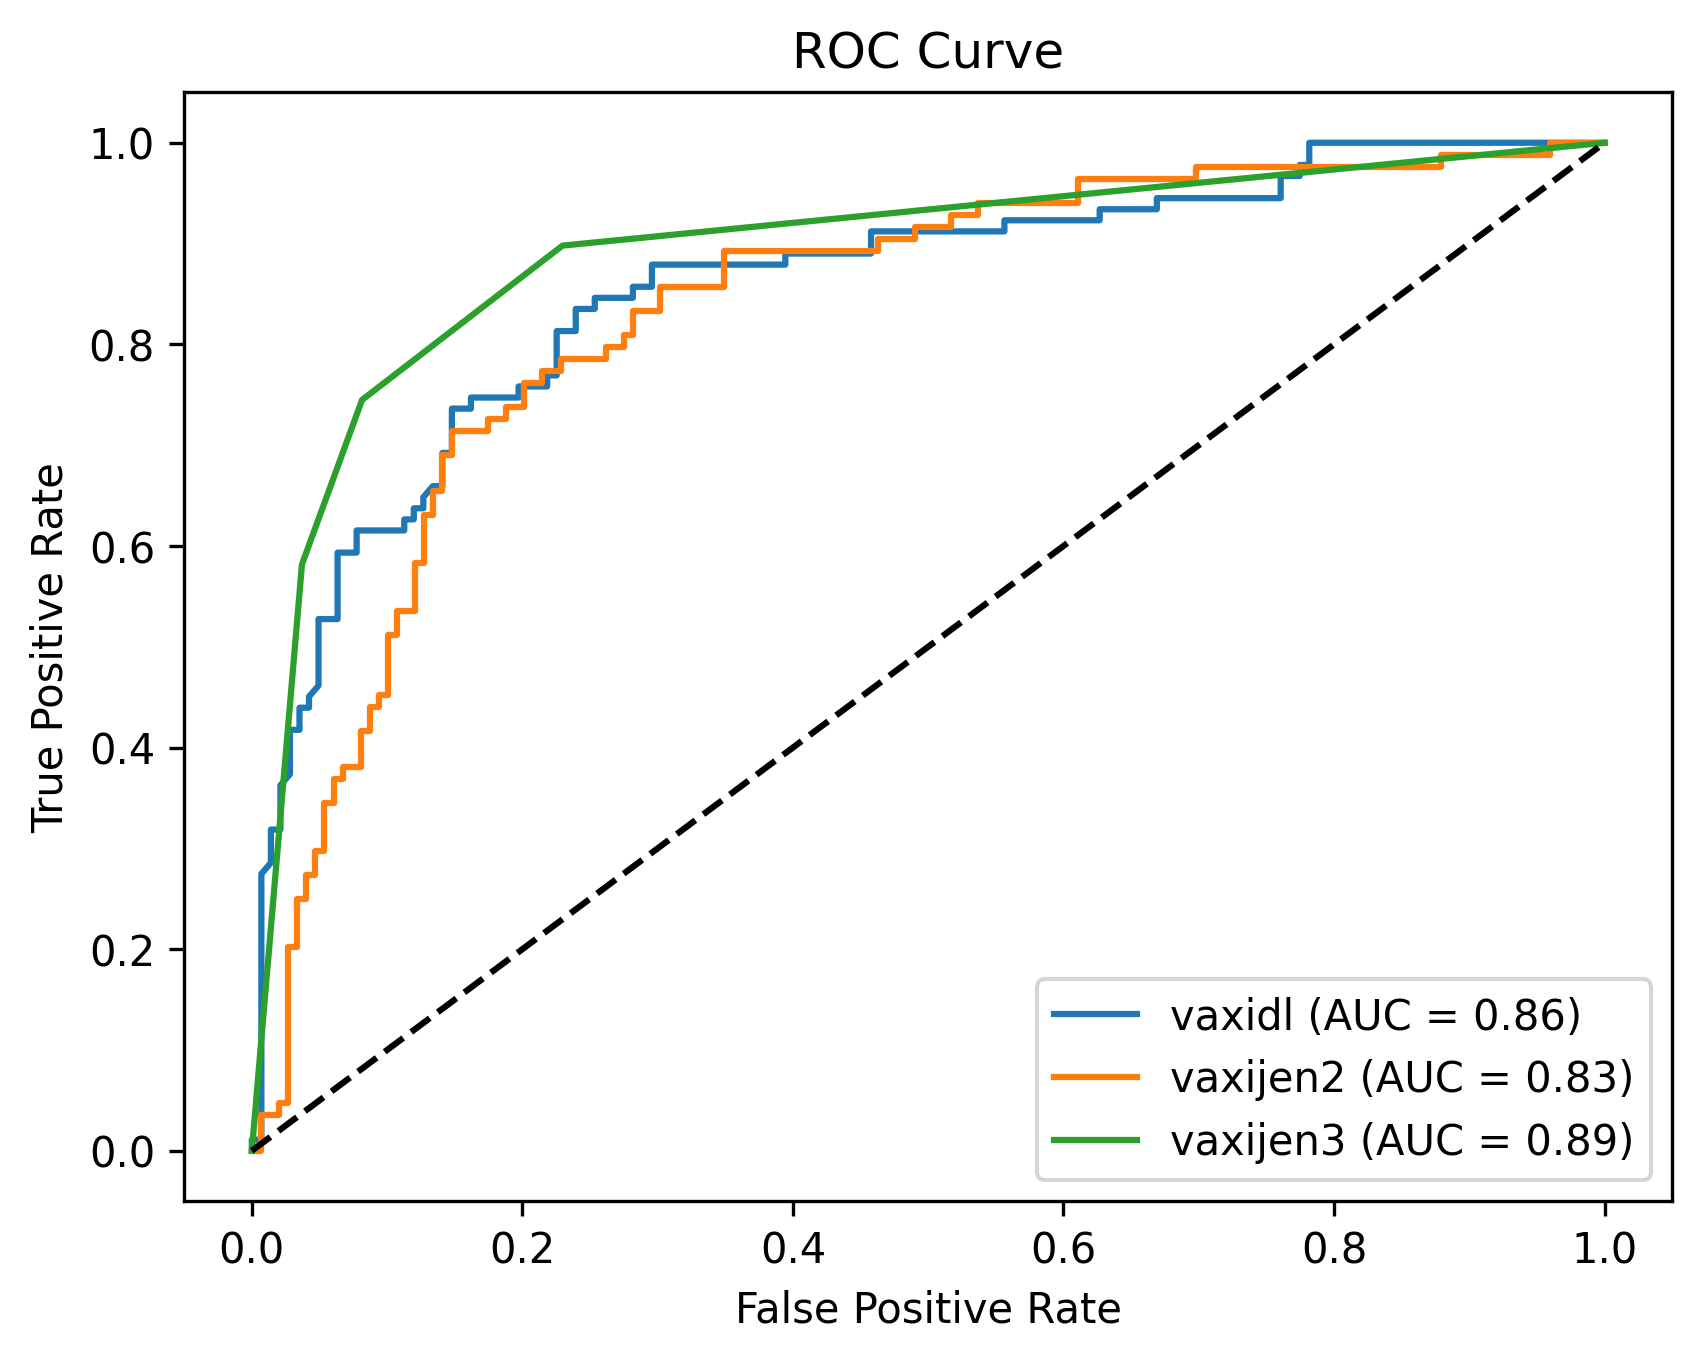 ROC Curve
1.0
0.8
0.6
0.4
0.2
0.0
True Positive Rate
vaxidl (AUC = 0.86)
vaxijen2 (AUC = 0.83)
vaxijen3 (AUC = 0.89)
0.0 0.2 0.4 0.6 0.8 1.0
False Positive Rate